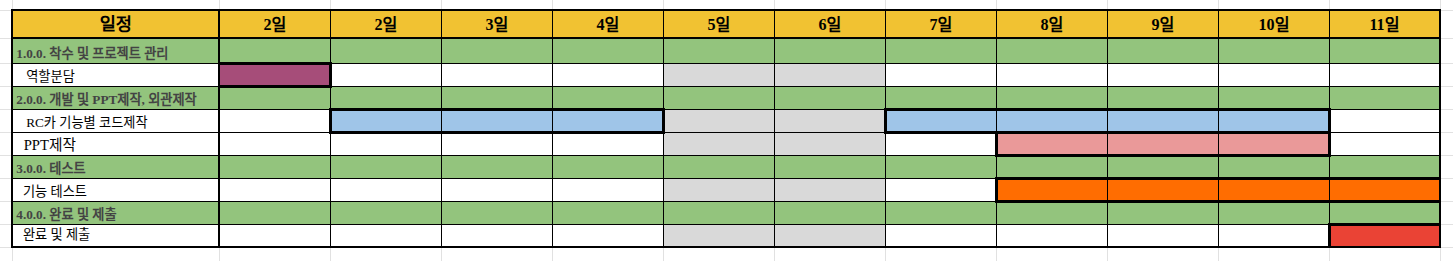 일정 2일 2일 3일 4일 5일 6일 7일 8일 9일 10일 11일
1.0.0. 착수 및 프로젝트 관리
역할분담
2.0.0. 개발 및 PPT제작, 외관제작
RC카 기능별 코드제작
PPT제작
3.0.0. 테스트
기능 테스트
4.0.0. 완료 및 제출
완료 및 제출